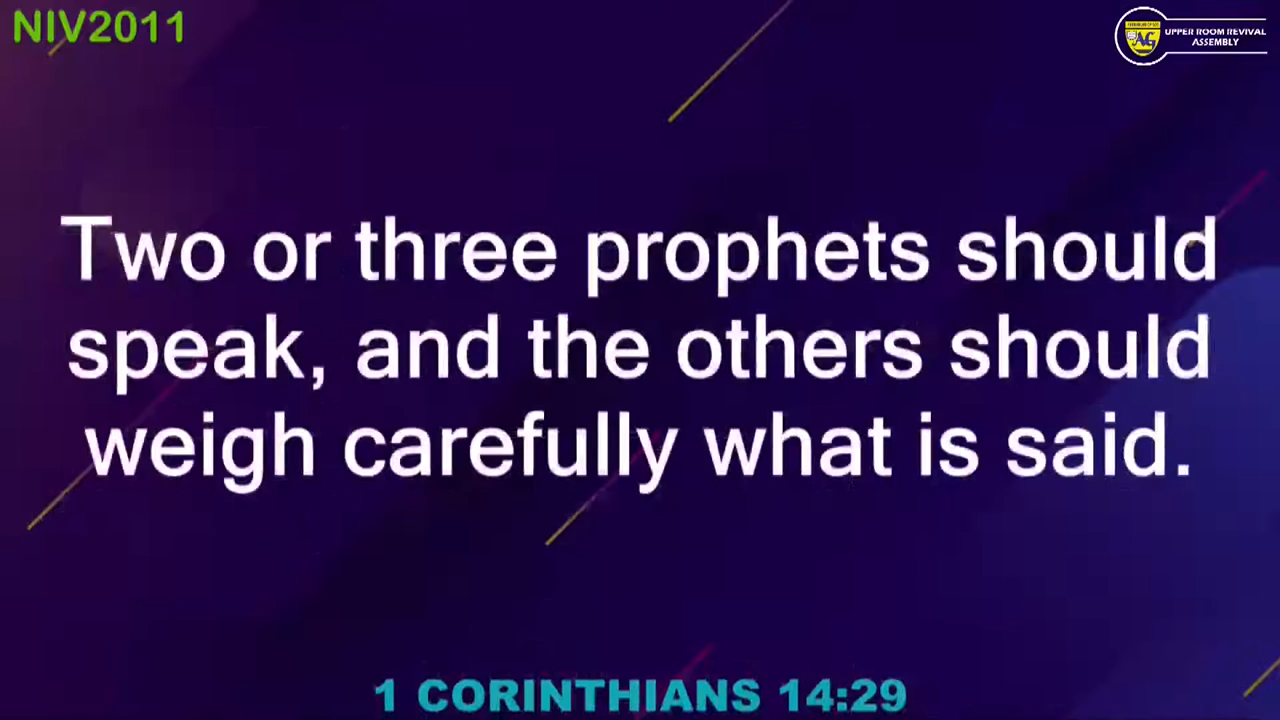 NIV2011
UPPER ROOM REVIVAL
ASSEMBLY
AG
Two or three prophets should
speak, and the others should
weigh carefully what is said.
1 CORINTHIANS 14:29